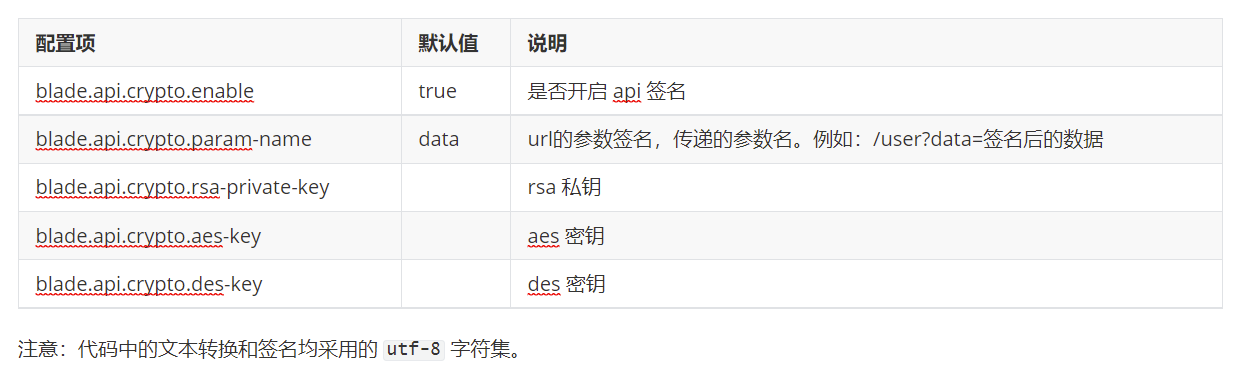 配置项 默认值 说明
blade.api.crypto.enable true 是否开启 api 签名
blade.api.crypto.param-name data url的参数签名，传递的参数名。例如：/user?data=签名后的数据
blade.api.crypto.rsa-private-key rsa 私钥
blade.api.crypto.aes-key aes 密钥
blade.api.crypto.des-key des 密钥
注意：代码中的文本转换和签名均采用的 utf-8 字符集。